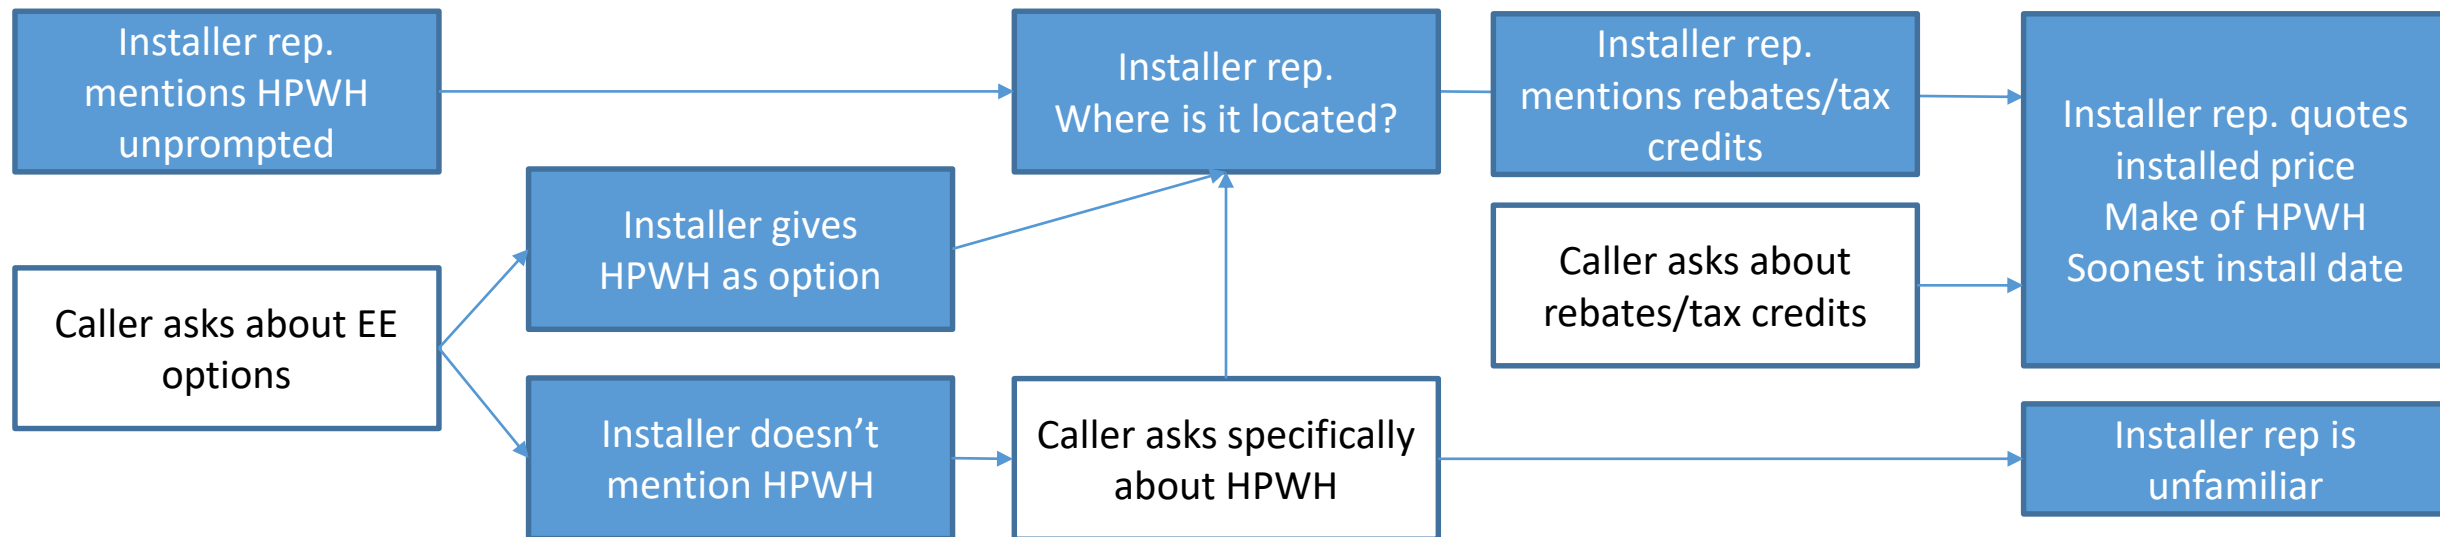 Installer rep.
mentions HPWH
unprompted
Installer rep.
Where is it located?
Installer rep.
mentions rebates/tax
credits
Installer rep. quotes
installed price
Make of HPWH
Soonest install date
Installer gives
HPWH as option
Caller asks about EE
options
Caller asks about
rebates/tax credits
Installer doesn’t
mention HPWH
Caller asks specifically
about HPWH
Installer rep is
unfamiliar